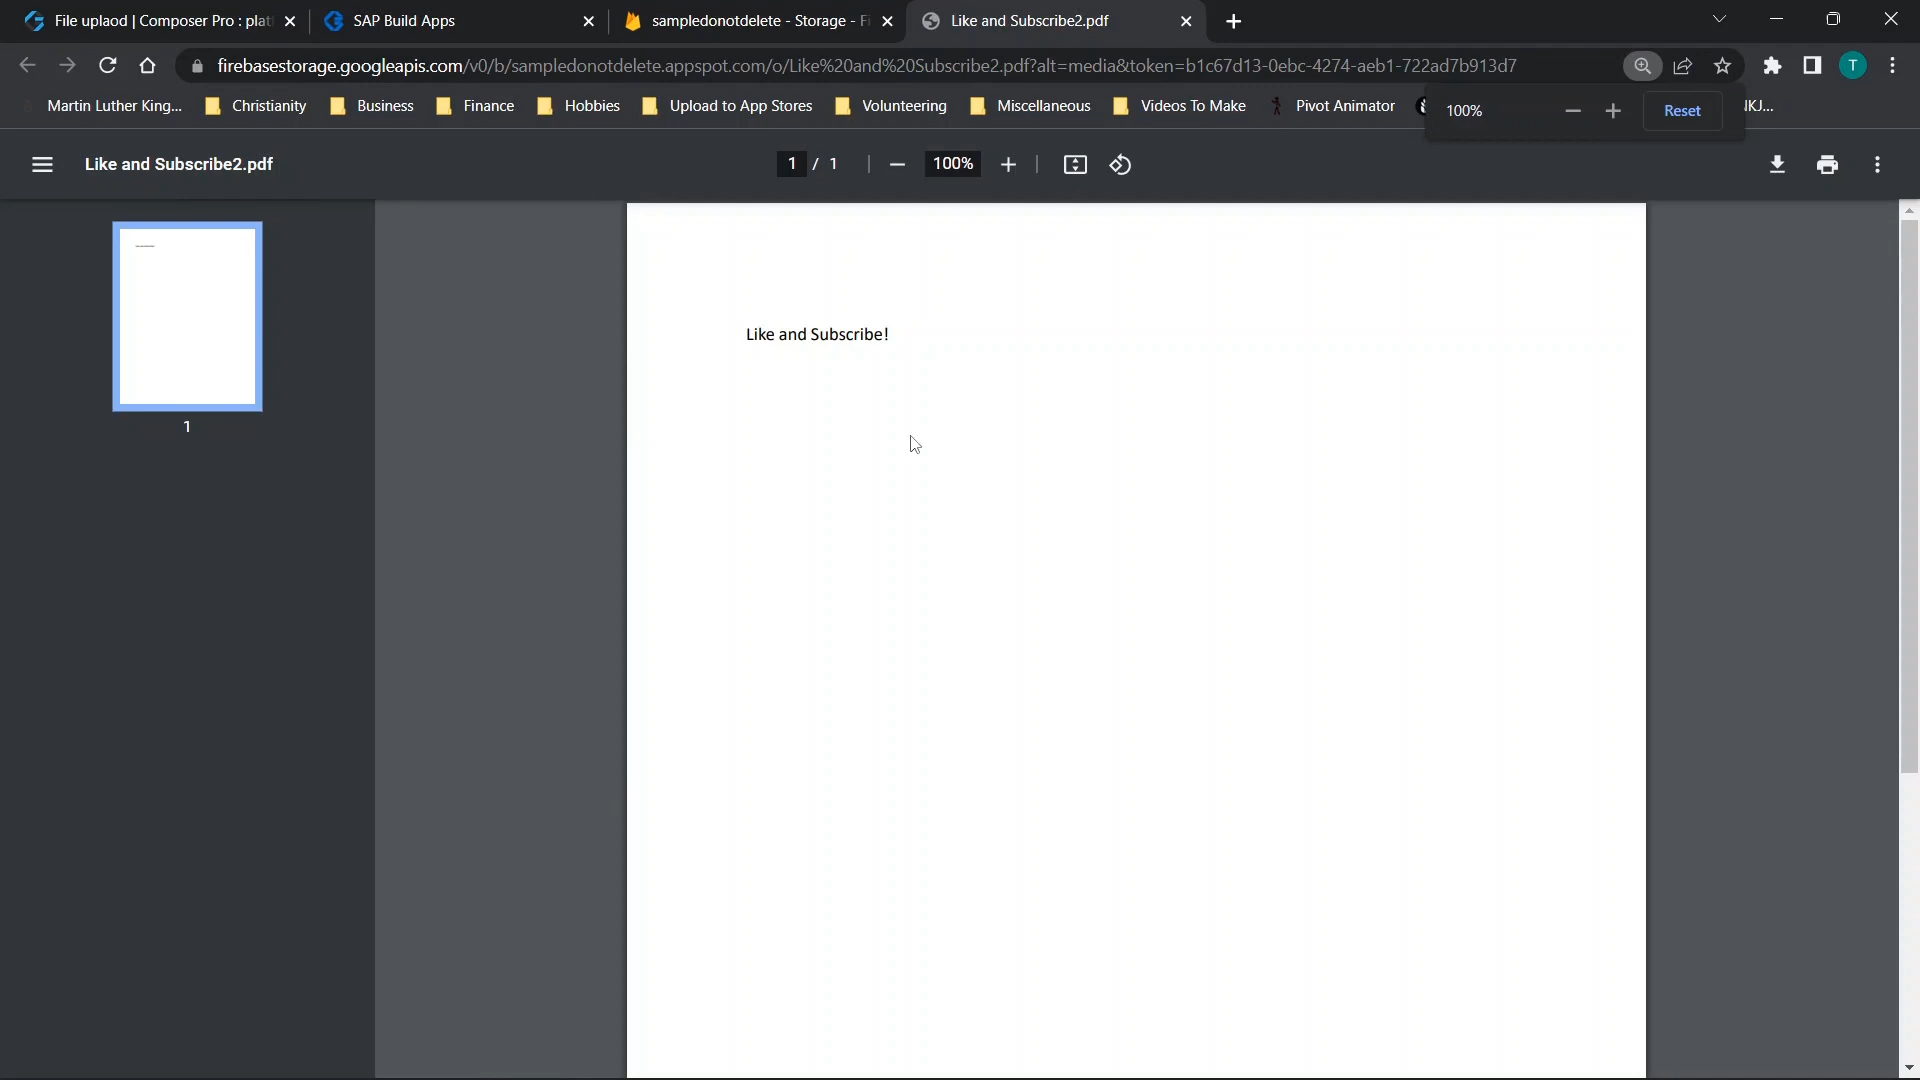 File uplaod | Composer Pro : plat
SAP Build Apps
sampledonotdelete - Storage - Fi
Like and Subscribe2.pdf
firebasestorage.googleapis.com/v0/b/sampledonotdelete.appspot.com/o/Like%20and%20Subscribe2.pdf?alt=media&token=b1c67d13-0ebc-4274-aeb1-722ad7b913d7
T
Martin Luther King...
Christianity
Business
Finance
Hobbies
Upload to App Stores
Volunteering
Miscellaneous
Videos To Make
Pivot Animator
100%
Reset
KJ...
Like and Subscribe2.pdf
1 / 1
100%
1
Like and Subscribe!